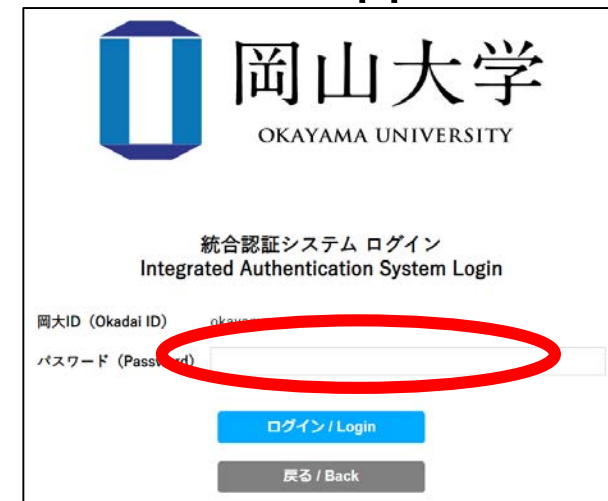 岡山大学
OKAYAMA UNIVERSITY
統合認証システム ログイン
Integrated Authentication System Login
岡大ID（Okadai ID）
パスワード（Password）
ログイン / Login
戻る / Back